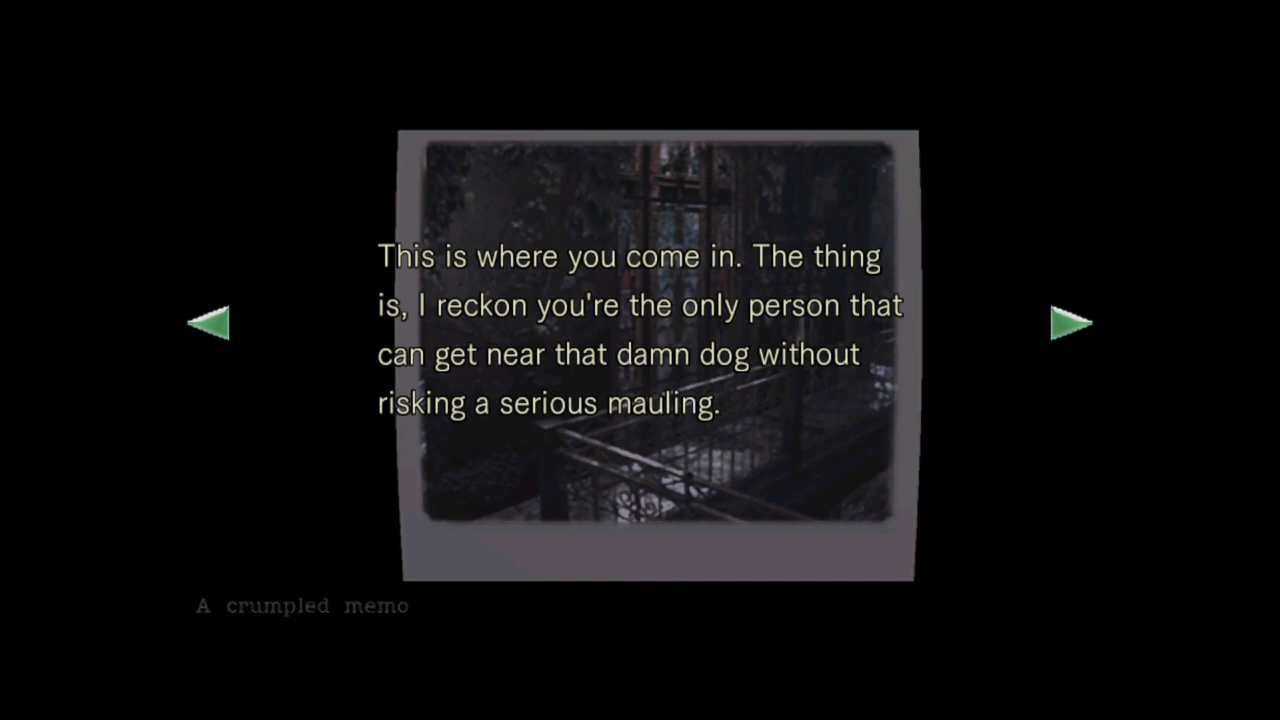 This is where you come in. The thing
is, I reckon you're the only person that
can get near that damn dog without
risking a serious mauling.
A crumpled memo